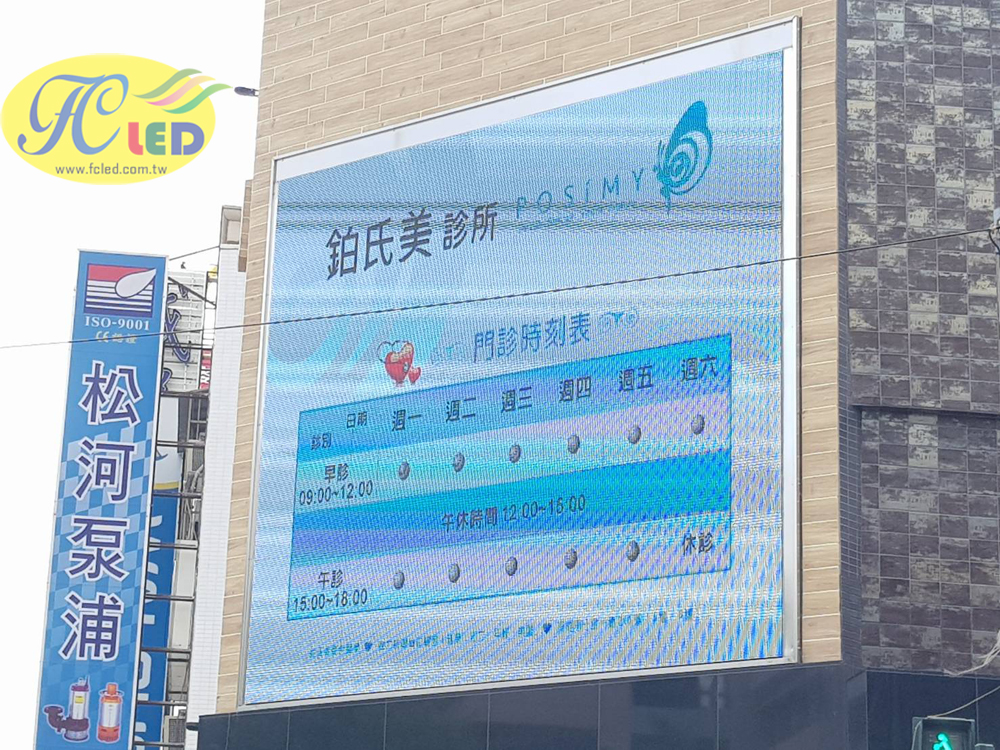 FC LED
www.fcled.com.tw
ISO-9001
松河泵浦
鉑氏美 診所
POSIMY
門診時刻表
日期
診別
週一 週二 週三 週四 週五 週六
早診
09:00~12:00
午休時間 12:00~15:00
午診
15:00~18:00
休診